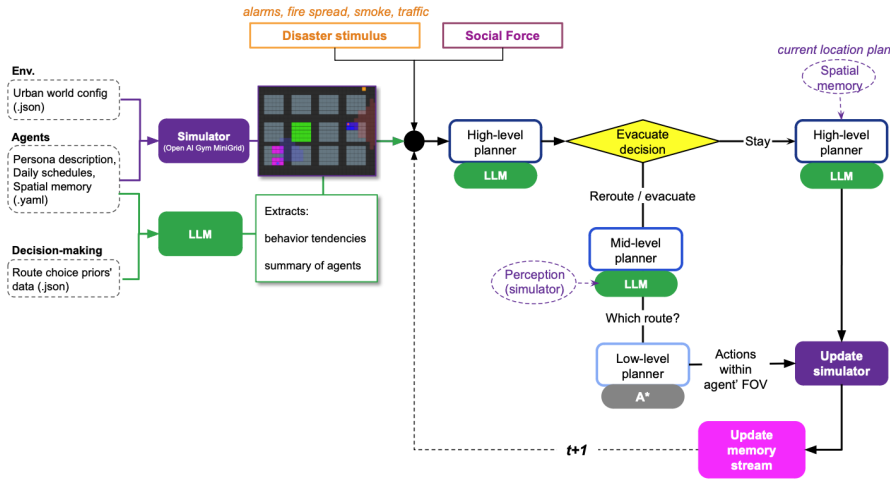 alarms, fire spread, smoke, traffic
Disaster stimulus
Social Force
current location plan
Spatial
memory
Env.
Urban world config
(.json)
Agents
Persona description,
Daily schedules,
Spatial memory
(.yaml)
Decision-making
Route choice priors'
data (.json)
Simulator
(Open AI Gym MiniGrid)
LLM
Extracts:
behavior tendencies
summary of agents
High-level
planner
LLM
Evacuate
decision
Stay
High-level
planner
LLM
Reroute / evacuate
Mid-level
planner
LLM
Perception
(simulator)
Which route?
Low-level
planner
A*
Actions
within
agent' FOV
Update
simulator
Update
memory
stream
t+1